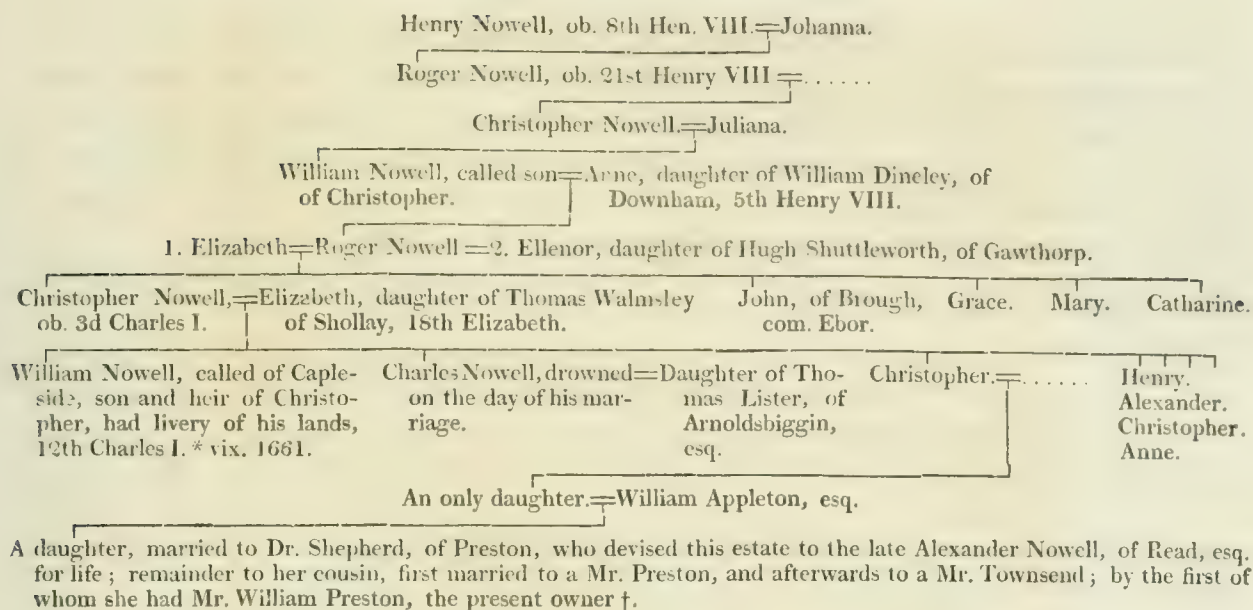 Henry Nowell, ob. 8th Hen. VIII.=Johanna.
Roger Nowell, ob. 21st Henry VIII = ......
Christopher Nowell.=Juliana.
William Nowell, called son=Anne, daughter of William Dineley, of
of Christopher. Downham, 5th Henry VIII.
1. Elizabeth=Roger Nowell =2. Ellenor, daughter of Hugh Shuttleworth, of Gawthorp.
Christopher Nowell,=Elizabeth, daughter of Thomas Walmsley John, of Brough, Grace. Mary. Catharine.
ob. 3d Charles I. of Shollay, 18th Elizabeth. com. Ebor.
William Nowell, called of Caple- Charles Nowell, drowned=Daughter of Tho- Christopher.=...... Henry.
side, son and heir of Christo- on the day of his mar- mas Lister, of Alexander.
pher, had livery of his lands, riage. Arnoldsbiggin, Christopher.
12th Charles I. * vix. 1661. esq. Anne.
An only daughter.=William Appleton, esq.
A daughter, married to Dr. Shepherd, of Preston, who devised this estate to the late Alexander Nowell, of Read, esq.
for life; remainder to her cousin, first married to a Mr. Preston, and afterwards to a Mr. Townsend; by the first of
whom she had Mr. William Preston, the present owner †.